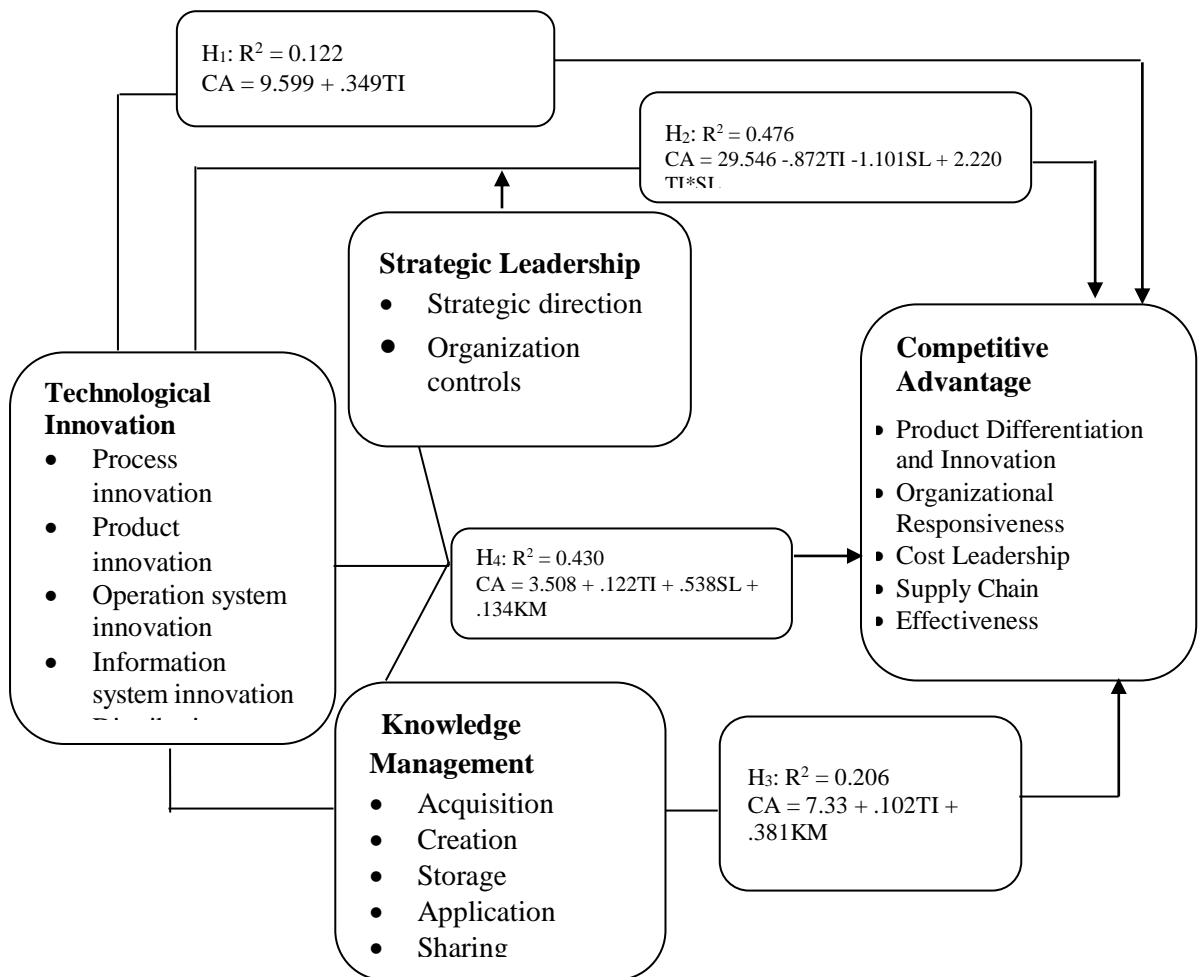 H1: R² = 0.122
CA = 9.599 + .349TI
H2: R² = 0.476
CA = 29.546 -.872TI -1.101SL + 2.220
TI*SL
Strategic Leadership
• Strategic direction
• Organization
controls
Technological
Innovation
• Process
innovation
• Product
innovation
• Operation system
innovation
• Information
system innovation
Competitive
Advantage
• Product Differentiation
and Innovation
• Organizational
Responsiveness
• Cost Leadership
• Supply Chain
• Effectiveness
H4: R² = 0.430
CA = 3.508 + .122TI + .538SL +
.134KM
Knowledge
Management
• Acquisition
• Creation
• Storage
• Application
• Sharing
H3: R² = 0.206
CA = 7.33 + .102TI +
.381KM